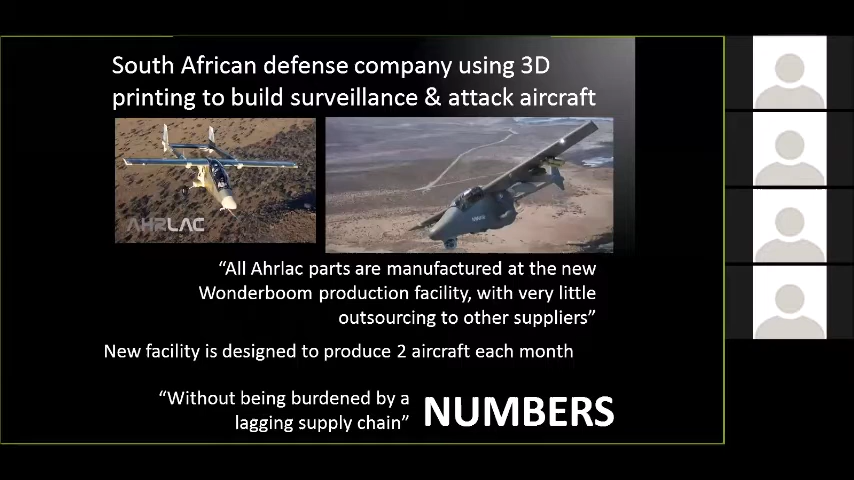 South African defense company using 3D
printing to build surveillance & attack aircraft
AHRLAC
“All Ahrlac parts are manufactured at the new
Wonderboom production facility, with very little
outsourcing to other suppliers”
New facility is designed to produce 2 aircraft each month
“Without being burdened by a
lagging supply chain”
NUMBERS